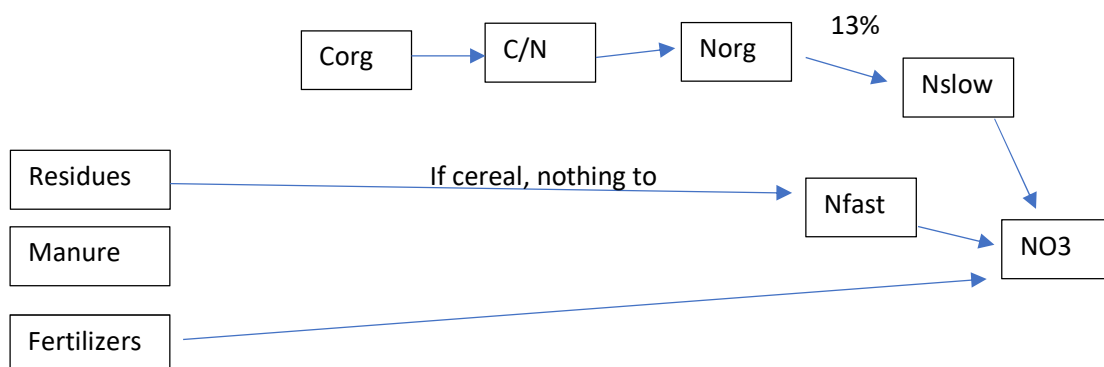 13%
Corg
C/N
Norg
Nslow
Residues
If cereal, nothing to
Nfast
Manure
NO3
Fertilizers